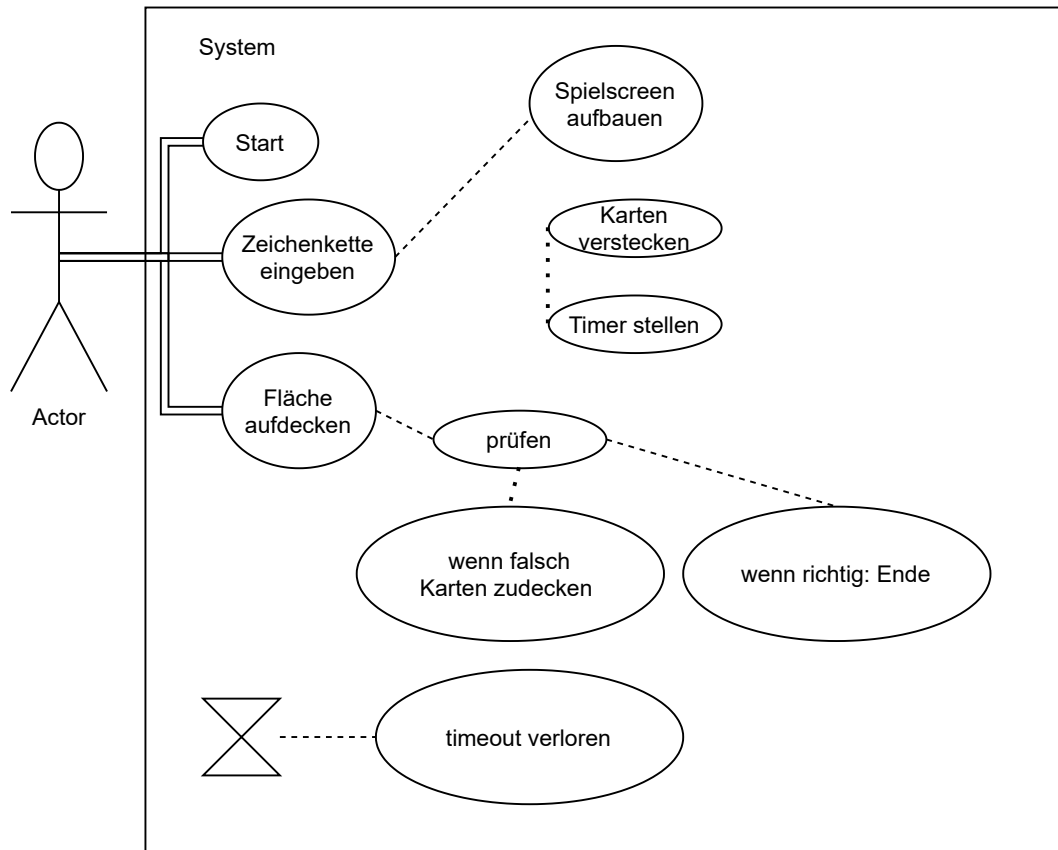 System
Spielscreen
aufbauen
Start
Karten
verstecken
Zeichenkette
eingeben
Timer stellen
Fläche
aufdecken
Actor
prüfen
wenn falsch
Karten zudecken
wenn richtig: Ende
timeout verloren